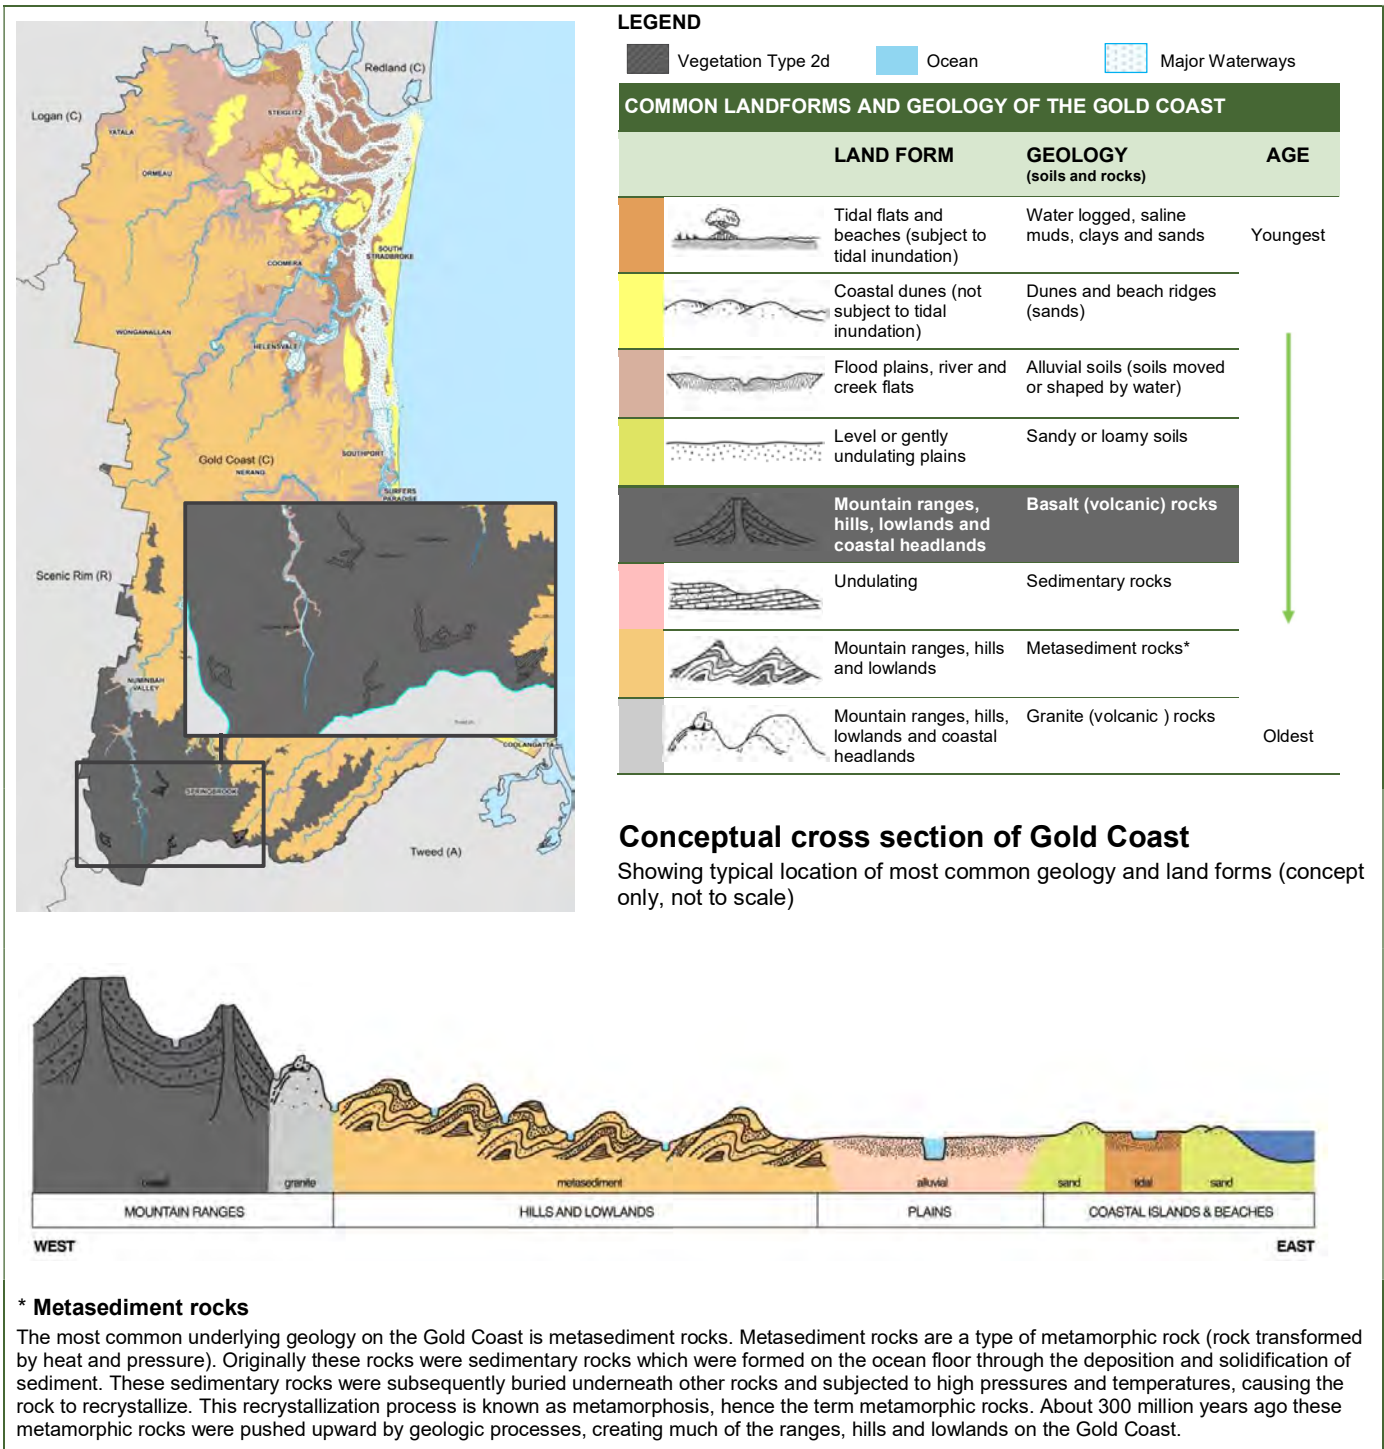 LEGEND
Vegetation Type 2d
Ocean
Major Waterways
COMMON LANDFORMS AND GEOLOGY OF THE GOLD COAST
LAND FORM
GEOLOGY
(soils and rocks)
AGE
Tidal flats and
beaches (subject to
tidal inundation)
Water logged, saline
muds, clays and sands
Youngest
Coastal dunes (not
subject to tidal
inundation)
Dunes and beach ridges
(sands)
Flood plains, river and
creek flats
Alluvial soils (soils moved
or shaped by water)
Level or gently
undulating plains
Sandy or loamy soils
Mountain ranges,
hills, lowlands and
coastal headlands
Basalt (volcanic) rocks
Undulating
Sedimentary rocks
Mountain ranges, hills
and lowlands
Metasediment rocks*
Mountain ranges, hills,
lowlands and coastal
headlands
Granite (volcanic ) rocks
Oldest
Redland (C)
Logan (C)
STEIGLITZ
YATALA
ORMEAU
SOUTH
STRADBROKE
COOMERA
WONGAWALLAN
HELENSVALE
SOUTHPORT
Gold Coast (C)
NERANG
SURFERS
PARADISE
Scenic Rim (R)
NUMINBAH
VALLEY
COOLANGATTA
SPRINGBROOK
Tweed (A)
Conceptual cross section of Gold Coast
Showing typical location of most common geology and land forms (concept
only, not to scale)
basalt
granite
metasediment
alluvial
sand
tidal
sand
MOUNTAIN RANGES
HILLS AND LOWLANDS
PLAINS
COASTAL ISLANDS & BEACHES
WEST
EAST
* Metasediment rocks
The most common underlying geology on the Gold Coast is metasediment rocks. Metasediment rocks are a type of metamorphic rock (rock transformed
by heat and pressure). Originally these rocks were sedimentary rocks which were formed on the ocean floor through the deposition and solidification of
sediment. These sedimentary rocks were subsequently buried underneath other rocks and subjected to high pressures and temperatures, causing the
rock to recrystallize. This recrystallization process is known as metamorphosis, hence the term metamorphic rocks. About 300 million years ago these
metamorphic rocks were pushed upward by geologic processes, creating much of the ranges, hills and lowlands on the Gold Coast.